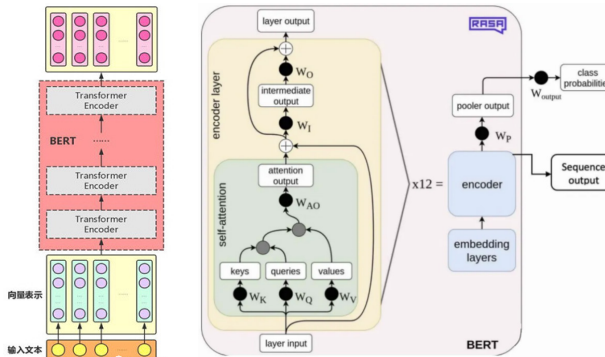 Transformer
Encoder
BERT
......
Transformer
Encoder
Transformer
Encoder
向量表示
输入文本
RASA
layer output
encoder layer
W_O
intermediate
output
W_I
attention
output
self-attention
W_AO
keys
queries
values
W_K
W_Q
W_V
layer input
x12 =
class
probabilitie
W_output
pooler output
W_P
encoder
Sequence
output
embedding
layers
BERT